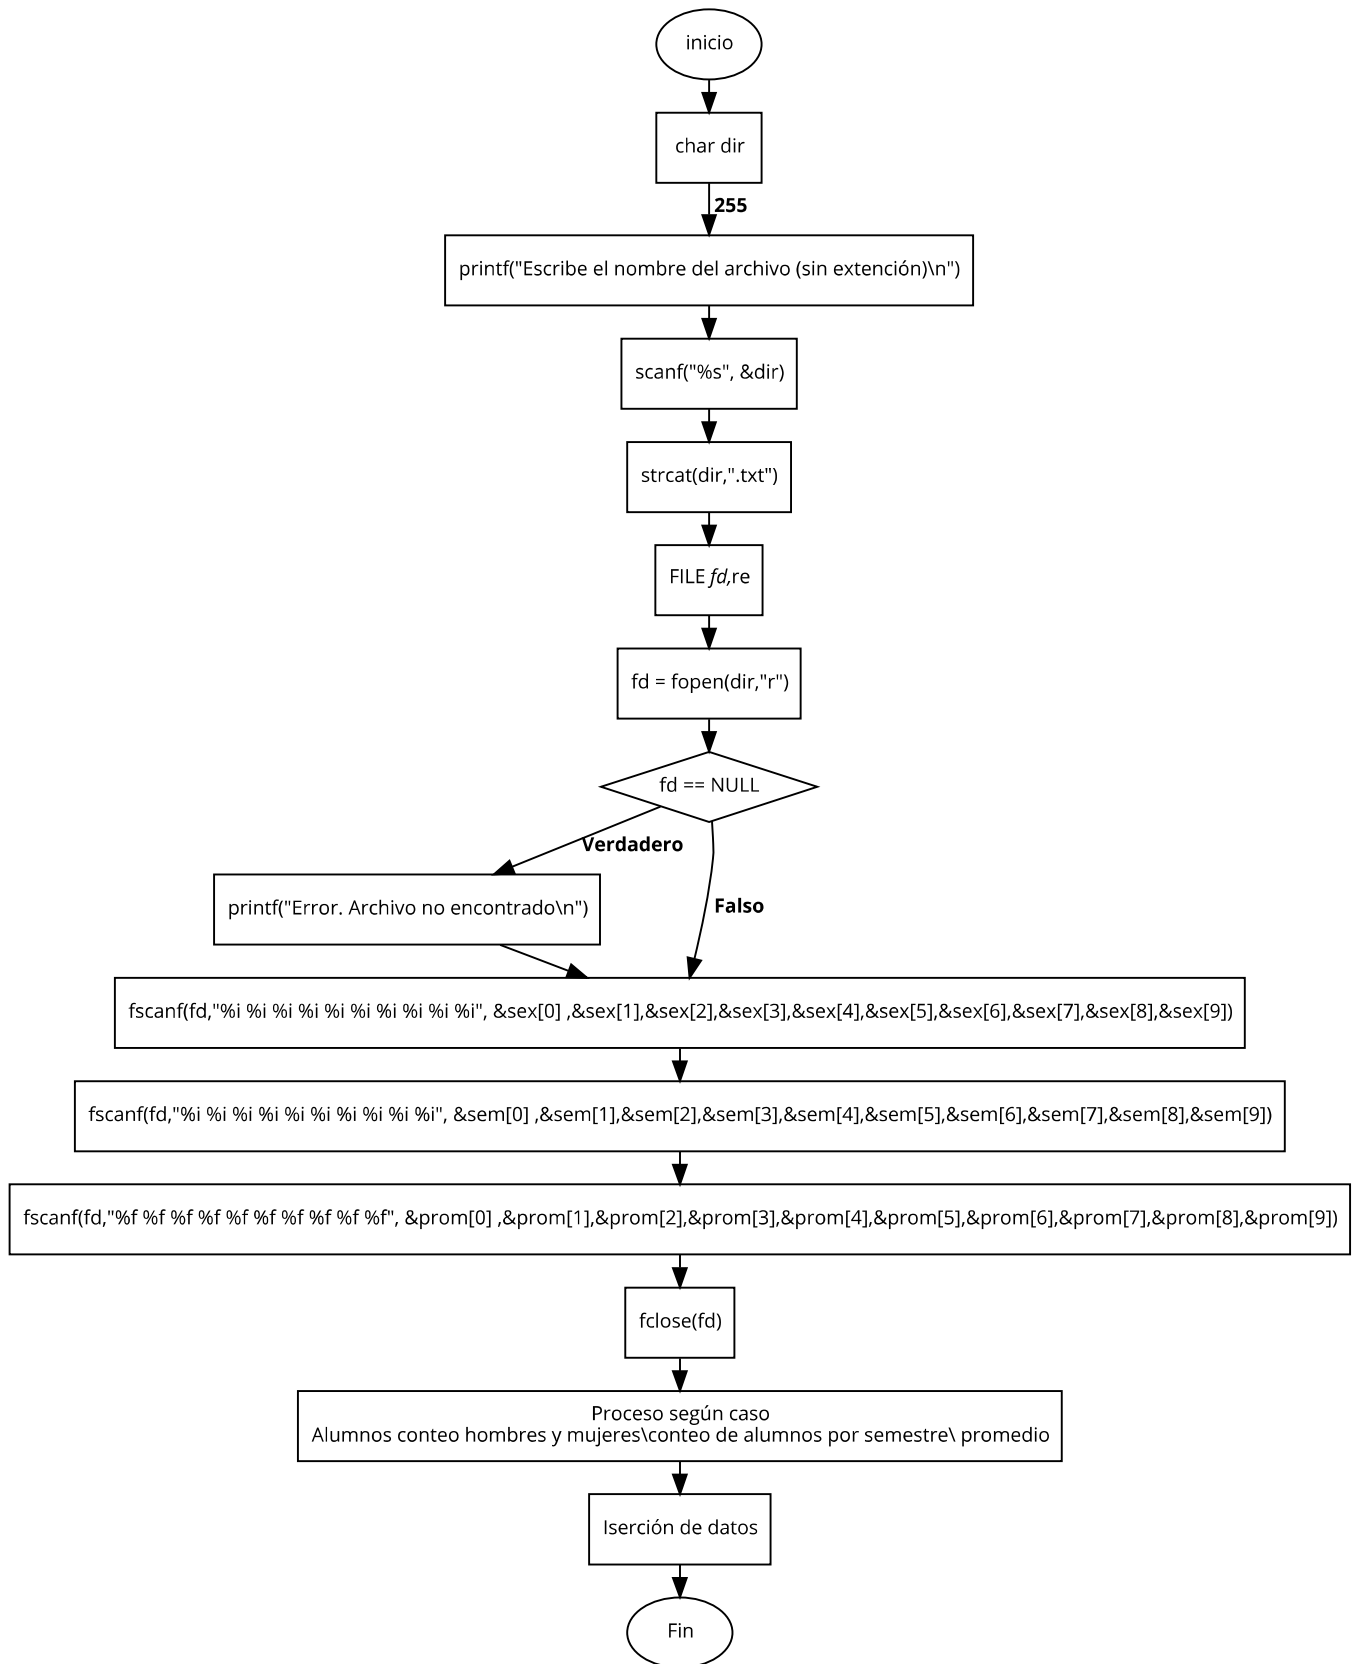 inicio
char dir
255
printf("Escribe el nombre del archivo (sin extención)\n")
scanf("%s", &dir)
strcat(dir,".txt")
FILE fd,re
fd = fopen(dir,"r")
fd == NULL
Verdadero
printf("Error. Archivo no encontrado\n")
Falso
fscanf(fd,"%i %i %i %i %i %i %i %i %i %i", &sex[0] ,&sex[1],&sex[2],&sex[3],&sex[4],&sex[5],&sex[6],&sex[7],&sex[8],&sex[9])
fscanf(fd,"%i %i %i %i %i %i %i %i %i %i", &sem[0] ,&sem[1],&sem[2],&sem[3],&sem[4],&sem[5],&sem[6],&sem[7],&sem[8],&sem[9])
fscanf(fd,"%f %f %f %f %f %f %f %f %f %f", &prom[0] ,&prom[1],&prom[2],&prom[3],&prom[4],&prom[5],&prom[6],&prom[7],&prom[8],&prom[9])
fclose(fd)
Proceso según caso
Alumnos conteo hombres y mujeres\conteo de alumnos por semestre\ promedio
Iserción de datos
Fin